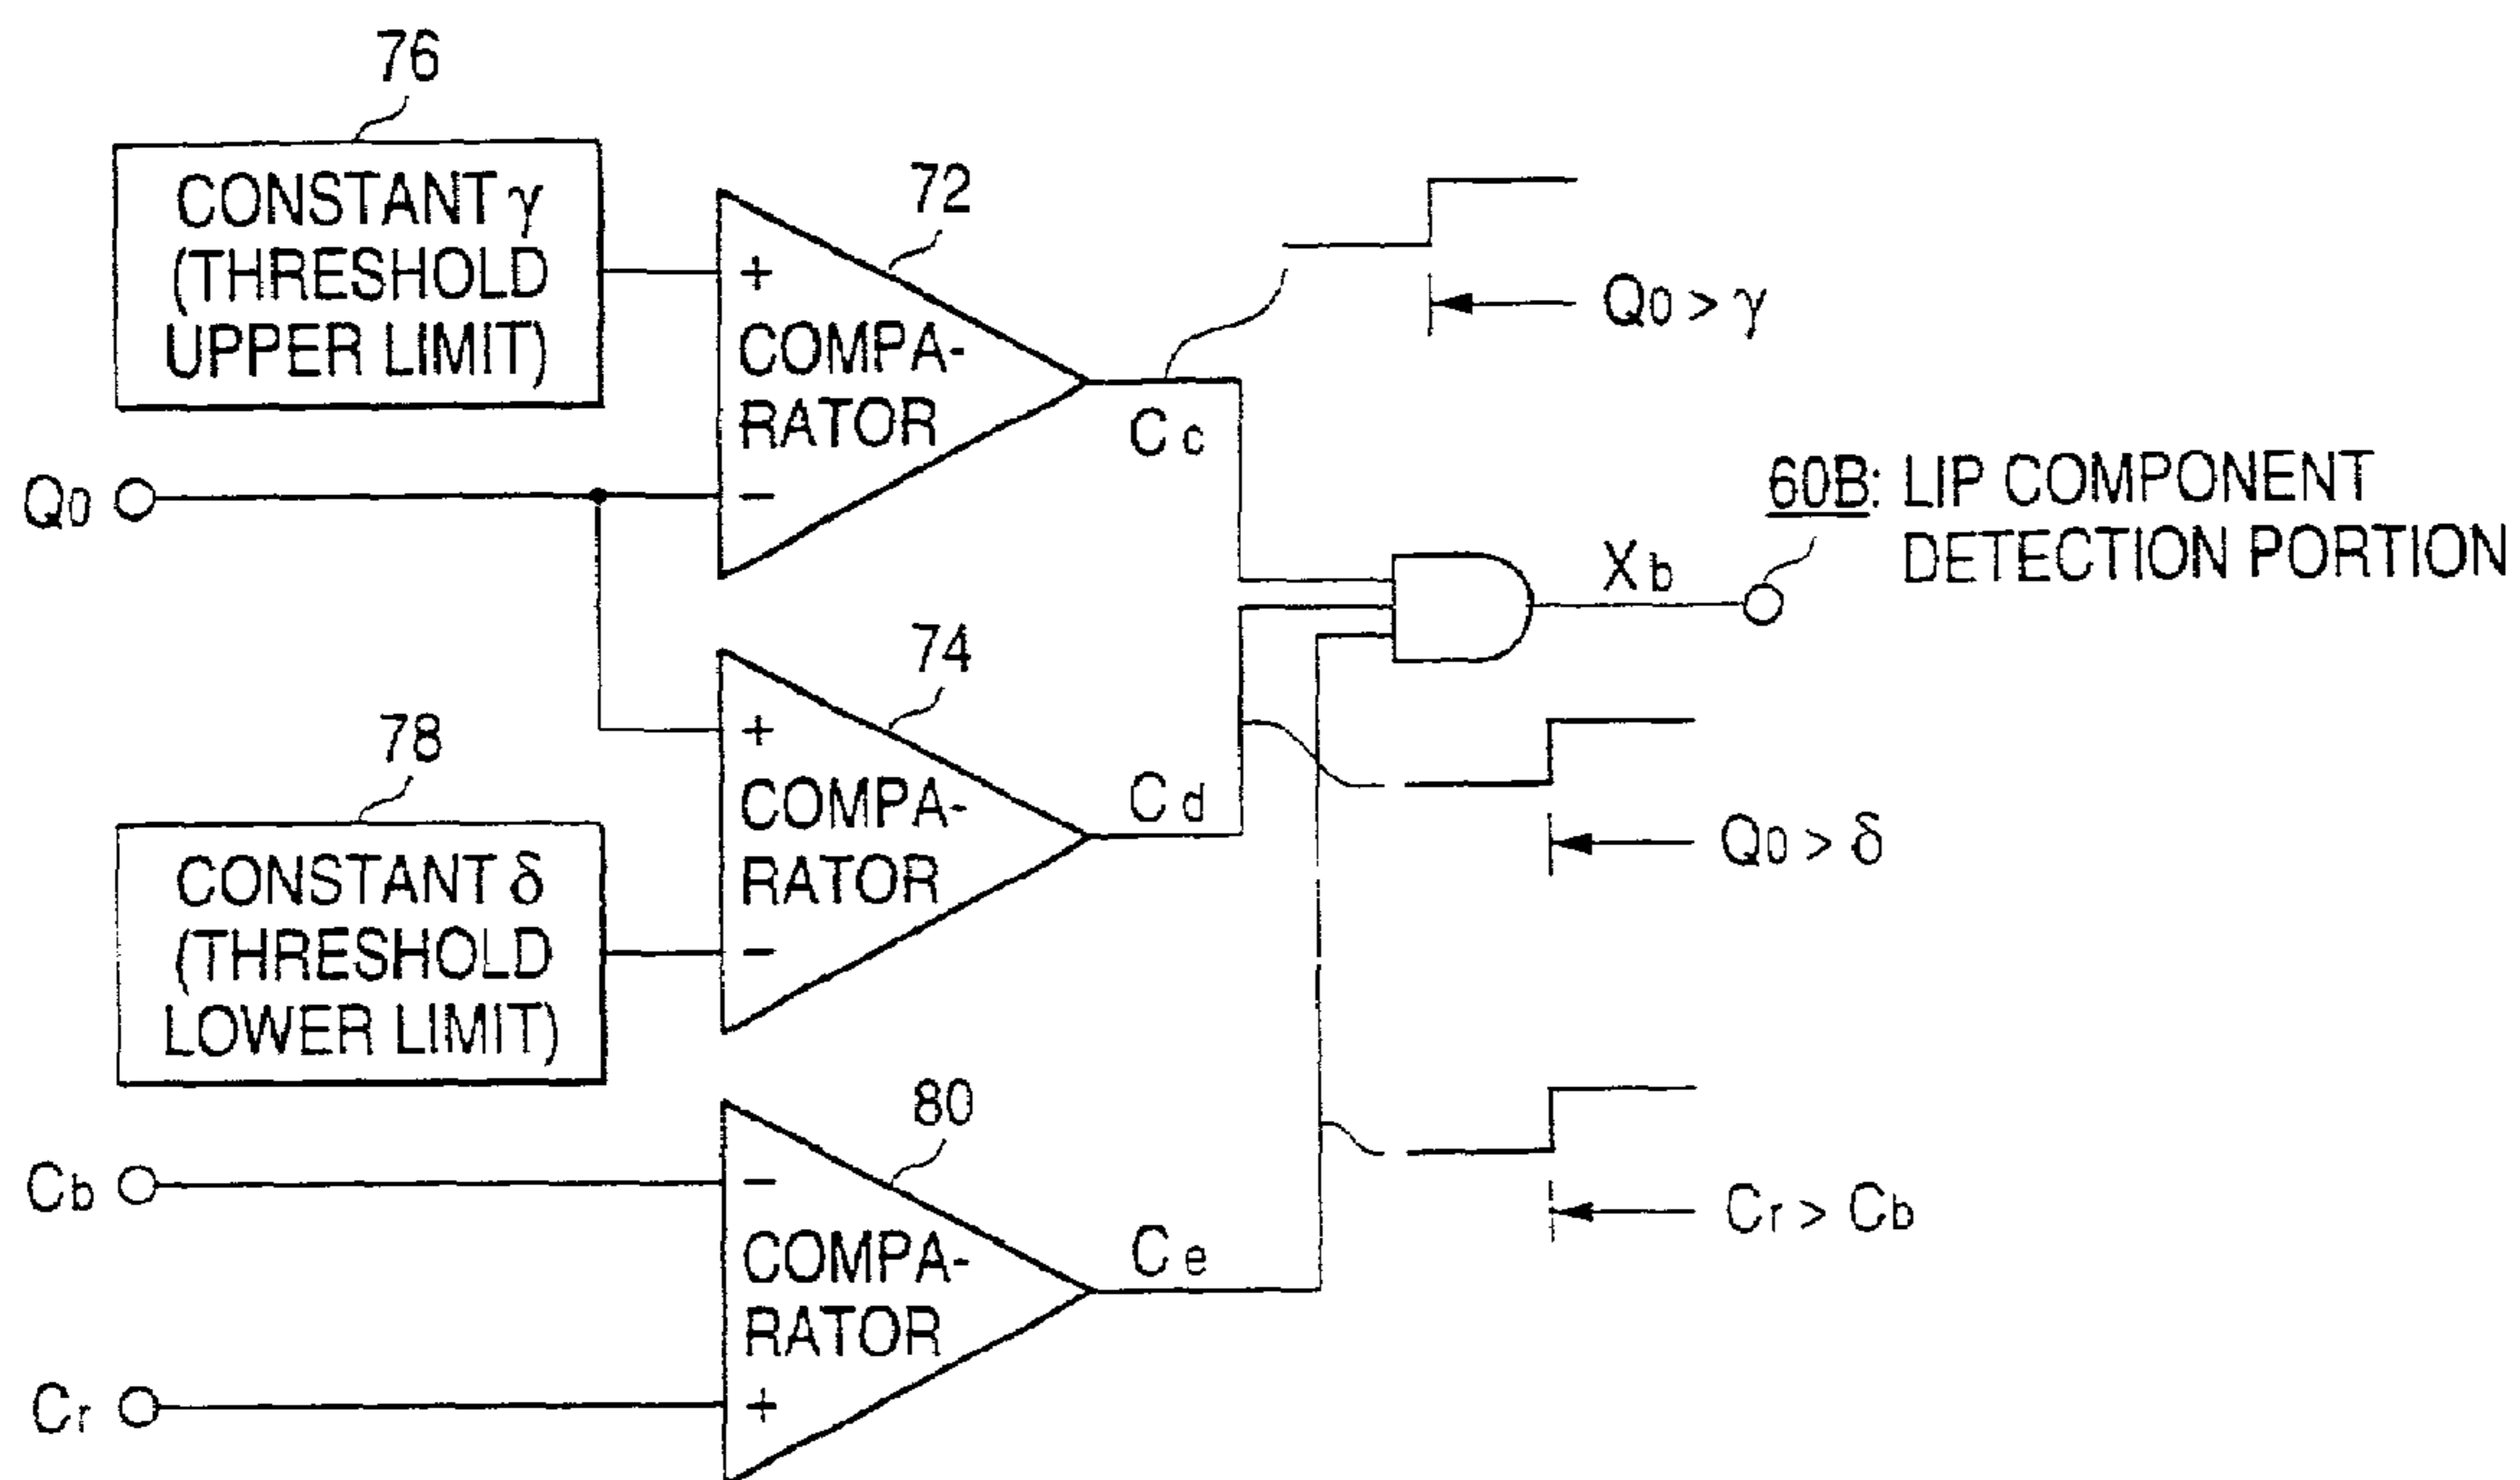 76
CONSTANT γ
(THRESHOLD
UPPER LIMIT)
72
+
COMPA-
RATOR
−
Q0
Cc
Q0 > γ
60B: LIP COMPONENT
DETECTION PORTION
Xb
74
+
COMPA-
RATOR
−
78
CONSTANT δ
(THRESHOLD
LOWER LIMIT)
Cd
Q0 > δ
80
Cb
−
COMPA-
RATOR
+
Cr
Ce
Cr > Cb